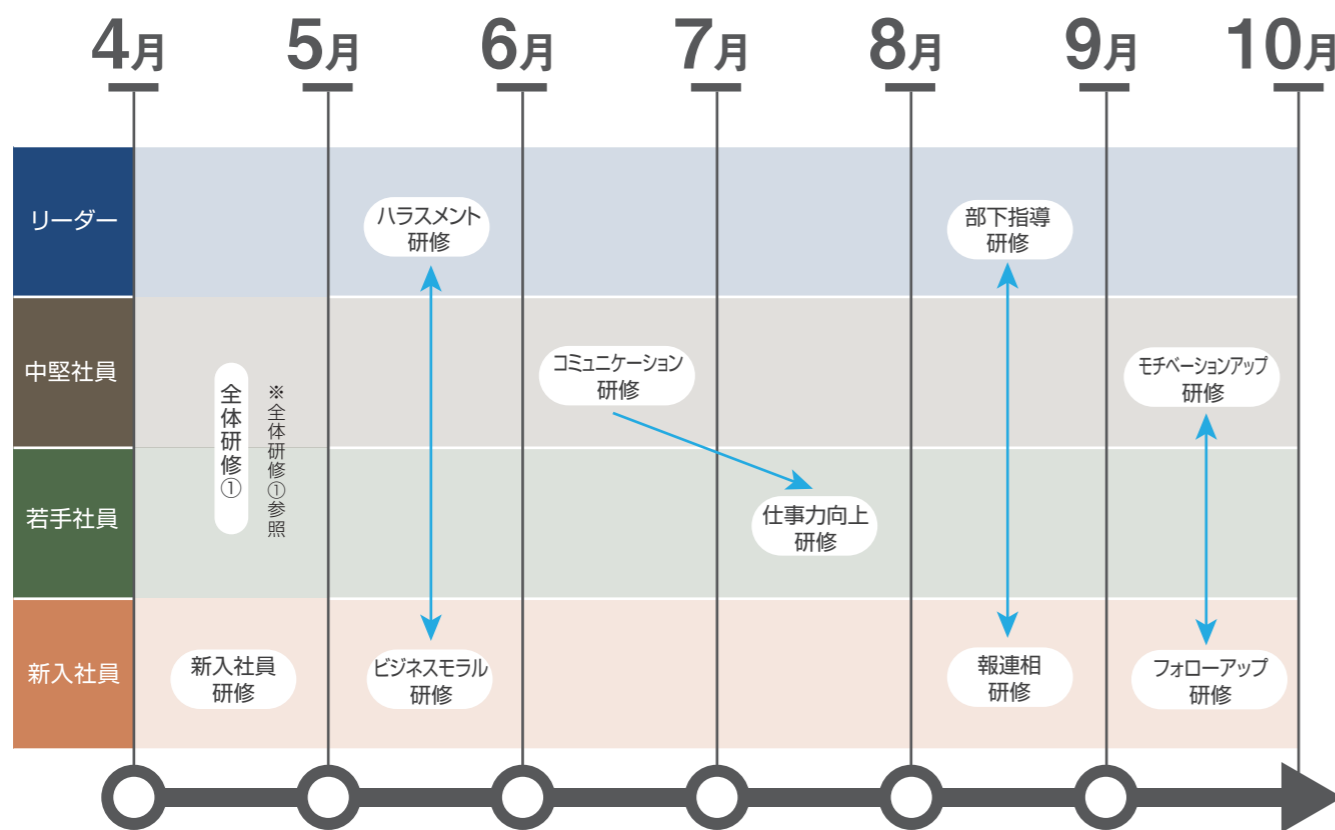 4月 5月 6月 7月 8月 9月 10月
リーダー
ハラスメント
研修
部下指導
研修
中堅社員
コミュニケーション
研修
モチベーションアップ
研修
全体研修①
※全体研修①参照
若手社員
仕事力向上
研修
新入社員
新入社員
研修
ビジネスモラル
研修
報連相
研修
フォローアップ
研修